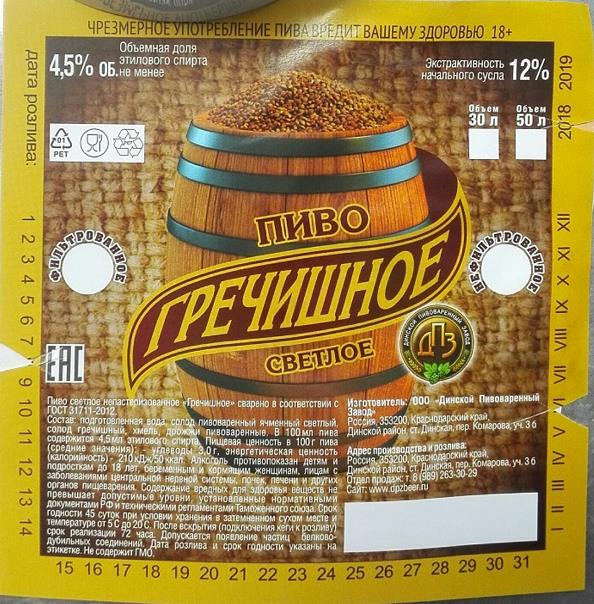 ЧРЕЗМЕРНОЕ УПОТРЕБЛЕНИЕ ПИВА ВРЕДИТ ВАШЕМУ ЗДОРОВЬЮ 18+
4,5% ОБ.
Объемная доля
этилового спирта
не менее
Экстрактивность
начального сусла
12%
Объем
30 л
Объем
50 л
2018 2019
дата розлива:
01
PET
ПИВО
ГРЕЧИШНОЕ
СВЕТЛОЕ
ФИЛЬТРОВАННОЕ
НЕФИЛЬТРОВАННОЕ
ДИНСКОЙ ПИВОВАРЕННЫЙ ЗАВОД
ДПЗ
EAC
Пиво светлое непастеризованное «Гречишное» сварено в соответствии с
ГОСТ 31711-2012.
Состав: подготовленная вода, солод пивоваренный ячменный светлый,
солод гречишный, хмель, дрожжи пивоваренные. В 100 мл пива
содержится 4,5мл этилового спирта. Пищевая ценность в 100г пива
(средние значения): - углеводы 3,0г, энергетическая ценность
(калорийность) - 210кДж/50 ккал. Алкоголь противопоказан детям и
подросткам до 18 лет, беременным и кормящим женщинам, лицам с
заболеваниями центральной нервной системы, почек, печени и других
органов пищеварения. Содержание вредных для здоровья веществ не
превышает допустимые уровни, установленные нормативными
документами РФ и техническими регламентами Таможенного союза. Срок
годности 45 суток при условии хранения в затемненном сухом месте и
температуре от 5 С до 20 С. После вскрытия (подключения кеги к розливу)
срок реализации 72 часа. Допускается появление частиц белково-
дубильных соединений. Дата розлива и срок годности указаны на
этикетке. Не содержит ГМО.
Изготовитель: ООО «Динской Пивоваренный
Завод»
Россия, 353200, Краснодарский край,
Динской район, ст. Динская, пер. Комарова, уч. 3 б
Адрес производства и розлива:
Россия, 353200, Краснодарский край,
Динской район, ст. Динская, пер. Комарова, уч. 3 б
Отдел продаж: т. 8 (989) 263-30-29
Сайт: www.dpzbeer.ru
1 2 3 4 5 6 7 8 9 10 11 12 13 14
15 16 17 18 19 20 21 22 23 24 25 26 27 28 29 30 31
I II III IV V VI VII VIII IX X XI XII